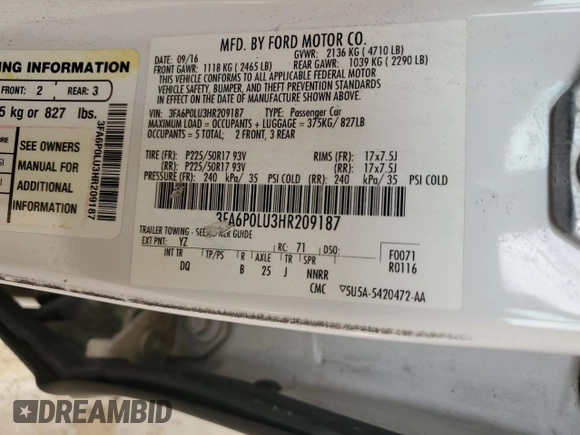 NG INFORMATION
FRONT: 2 REAR: 3
5 kg or 827 lbs.
SEE OWNERS
MANUAL FOR
ADDITIONAL
INFORMATION
3FA6P0LU3HR209187
MFD. BY FORD MOTOR CO.
DATE: 09/16 GVWR: 2136 KG (4710 LB)
FRONT GAWR: 1118 KG (2465 LB) REAR GAWR: 1039 KG (2290 LB)
THIS VEHICLE CONFORMS TO ALL APPLICABLE FEDERAL MOTOR
VEHICLE SAFETY, BUMPER, AND THEFT PREVENTION STANDARDS
IN EFFECT ON THE DATE OF MANUFACTURE SHOWN ABOVE.
VIN: 3FA6P0LU3HR209187 TYPE: Passenger Car
MAXIMUM LOAD = OCCUPANTS + LUGGAGE = 375KG/ 827LB
OCCUPANTS = 5 TOTAL: 2 FRONT, 3 REAR
TIRE (FR): P225/50R17 93V RIMS (FR): 17x7.5J
(RR): P225/50R17 93V (RR): 17x7.5J
PRESSURE (FR) 240 kPa/ 35 PSI COLD (RR) 240 kPa/ 35 PSI COLD
3FA6P0LU3HR209187
TRAILER TOWING - SEE OWNER GUIDE
EXT PNT: YZ RC: 71 DSO:
INT TR TP/PS R AXLE TR SPR
DQ B 25 J NNRR
F0071
R0116
CMC 5U5A-5420472-AA
DREAMBID